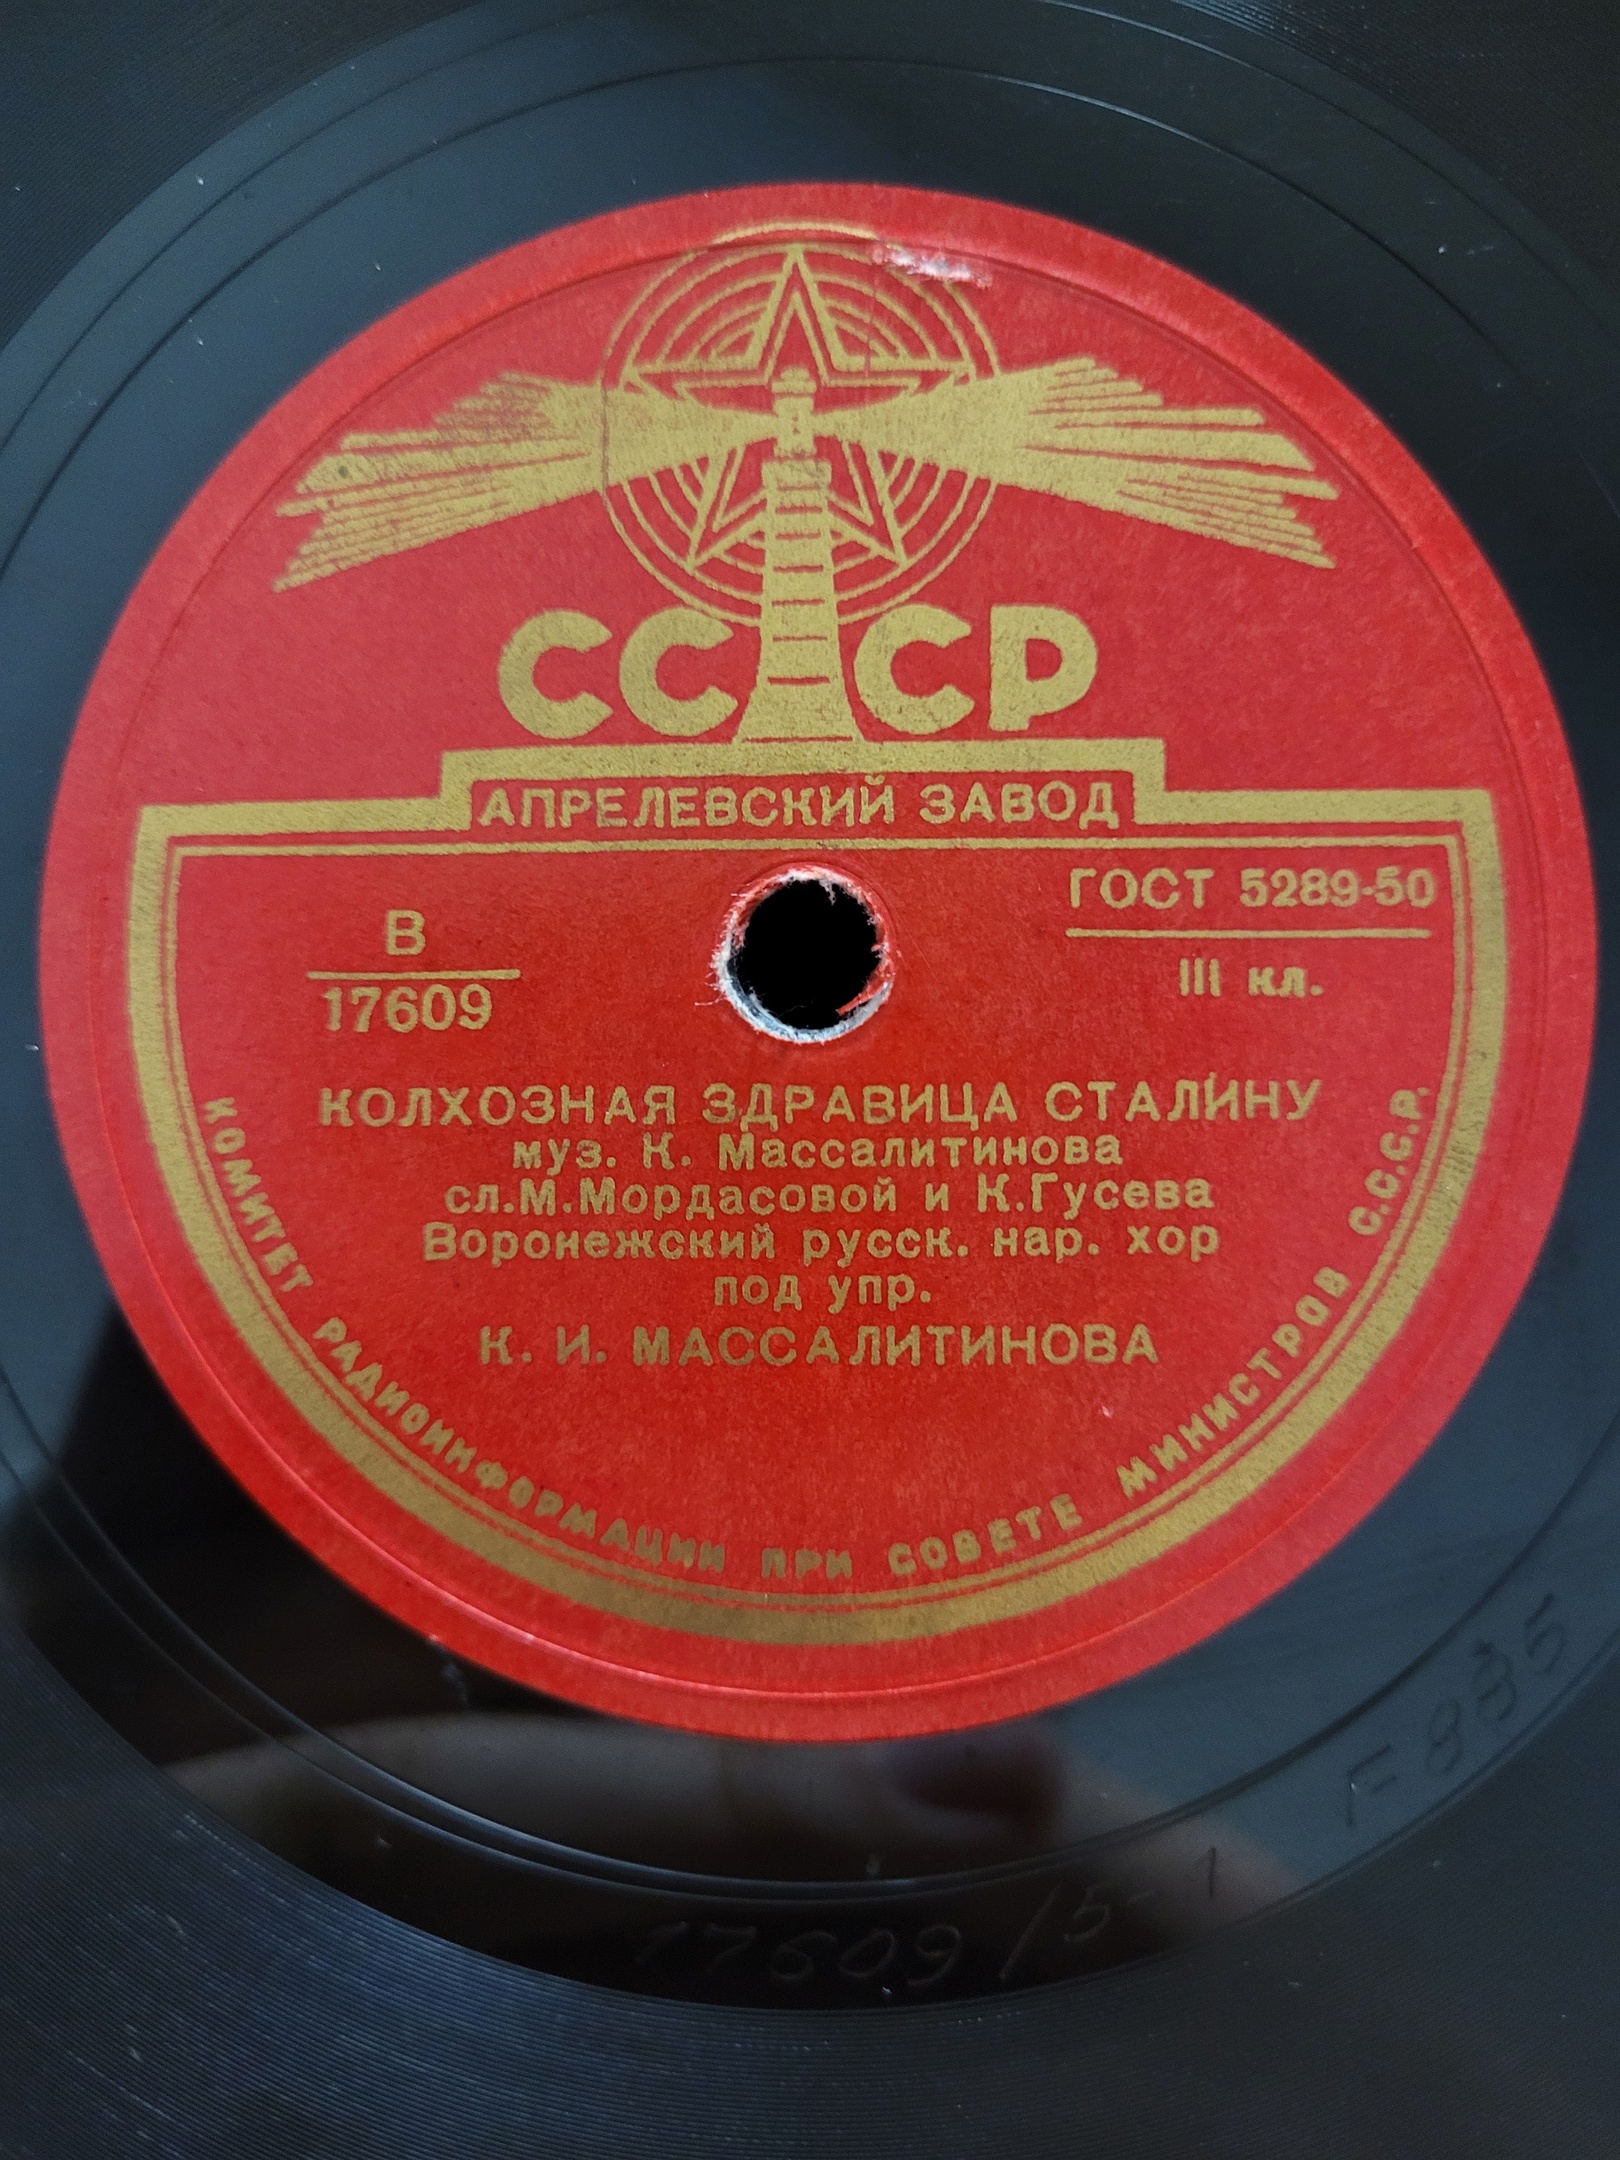 СССР
АПРЕЛЕВСКИЙ ЗАВОД
ГОСТ 5289-50
В
17609
III кл.
КОЛХОЗНАЯ ЗДРАВИЦА СТАЛИНУ
муз. К. Массалитинова
сл. М. Мордасовой и К. Гусева
Воронежский русск. нар. хор
под упр.
К. И. МАССАЛИТИНОВА
КОМИТЕТ РАДИОИНФОРМАЦИИ ПРИ СОВЕТЕ МИНИСТРОВ С.С.С.Р.
17609/5-1
F885